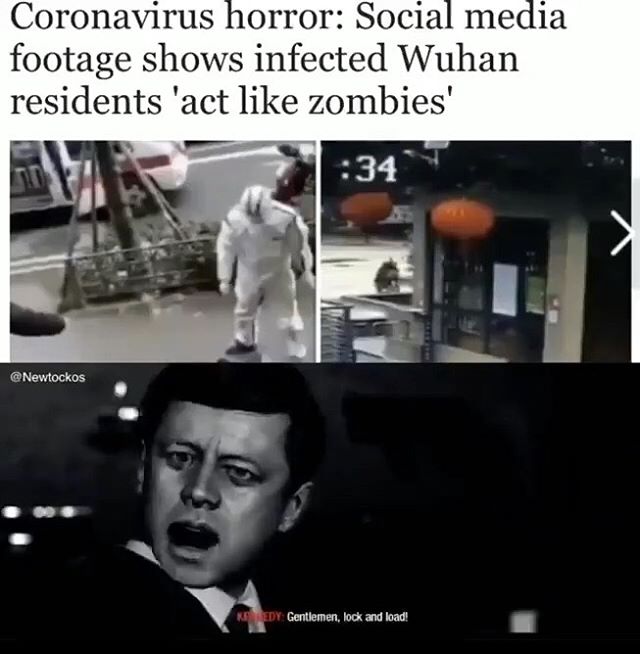 Coronavirus horror: Social media
footage shows infected Wuhan
residents 'act like zombies'
:34
@Newtockos
KENNEDY: Gentlemen, lock and load!